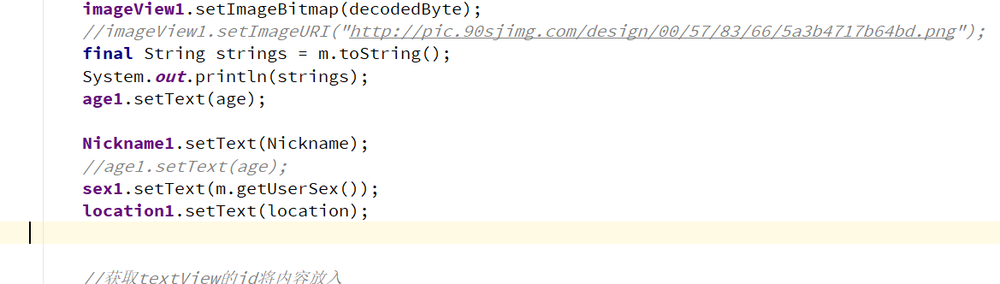 imageView1.setImageBitmap(decodedByte);
//imageView1.setImageURI("http://pic.90sjimg.com/design/00/57/83/66/5a3b4717b64bd.png");
final String strings = m.toString();
System.out.println(strings);
age1.setText(age);
Nickname1.setText(Nickname);
//age1.setText(age);
sex1.setText(m.getUserSex());
location1.setText(location);
//获取textView的id将内容放入